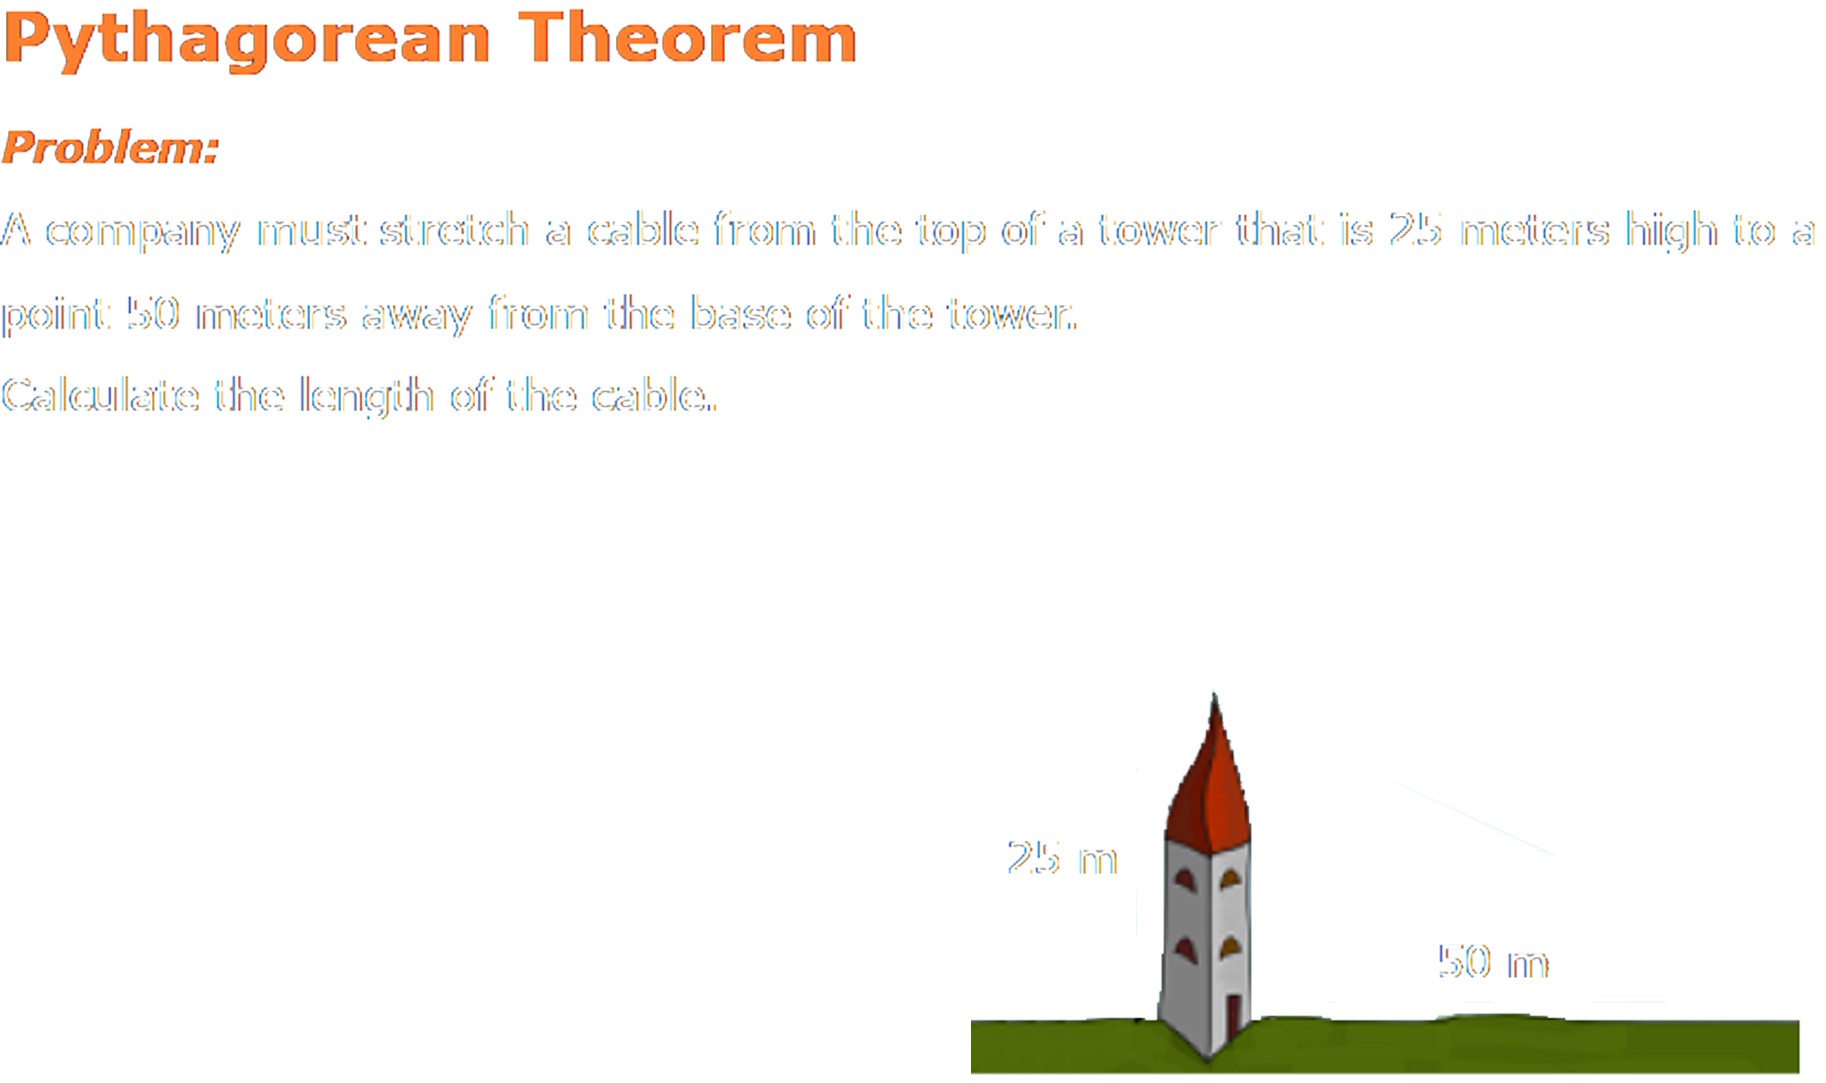 Pythagorean Theorem
Problem:
A company must stretch a cable from the top of a tower that is 25 meters high to a
point 50 meters away from the base of the tower.
Calculate the length of the cable.
25 m
50 m